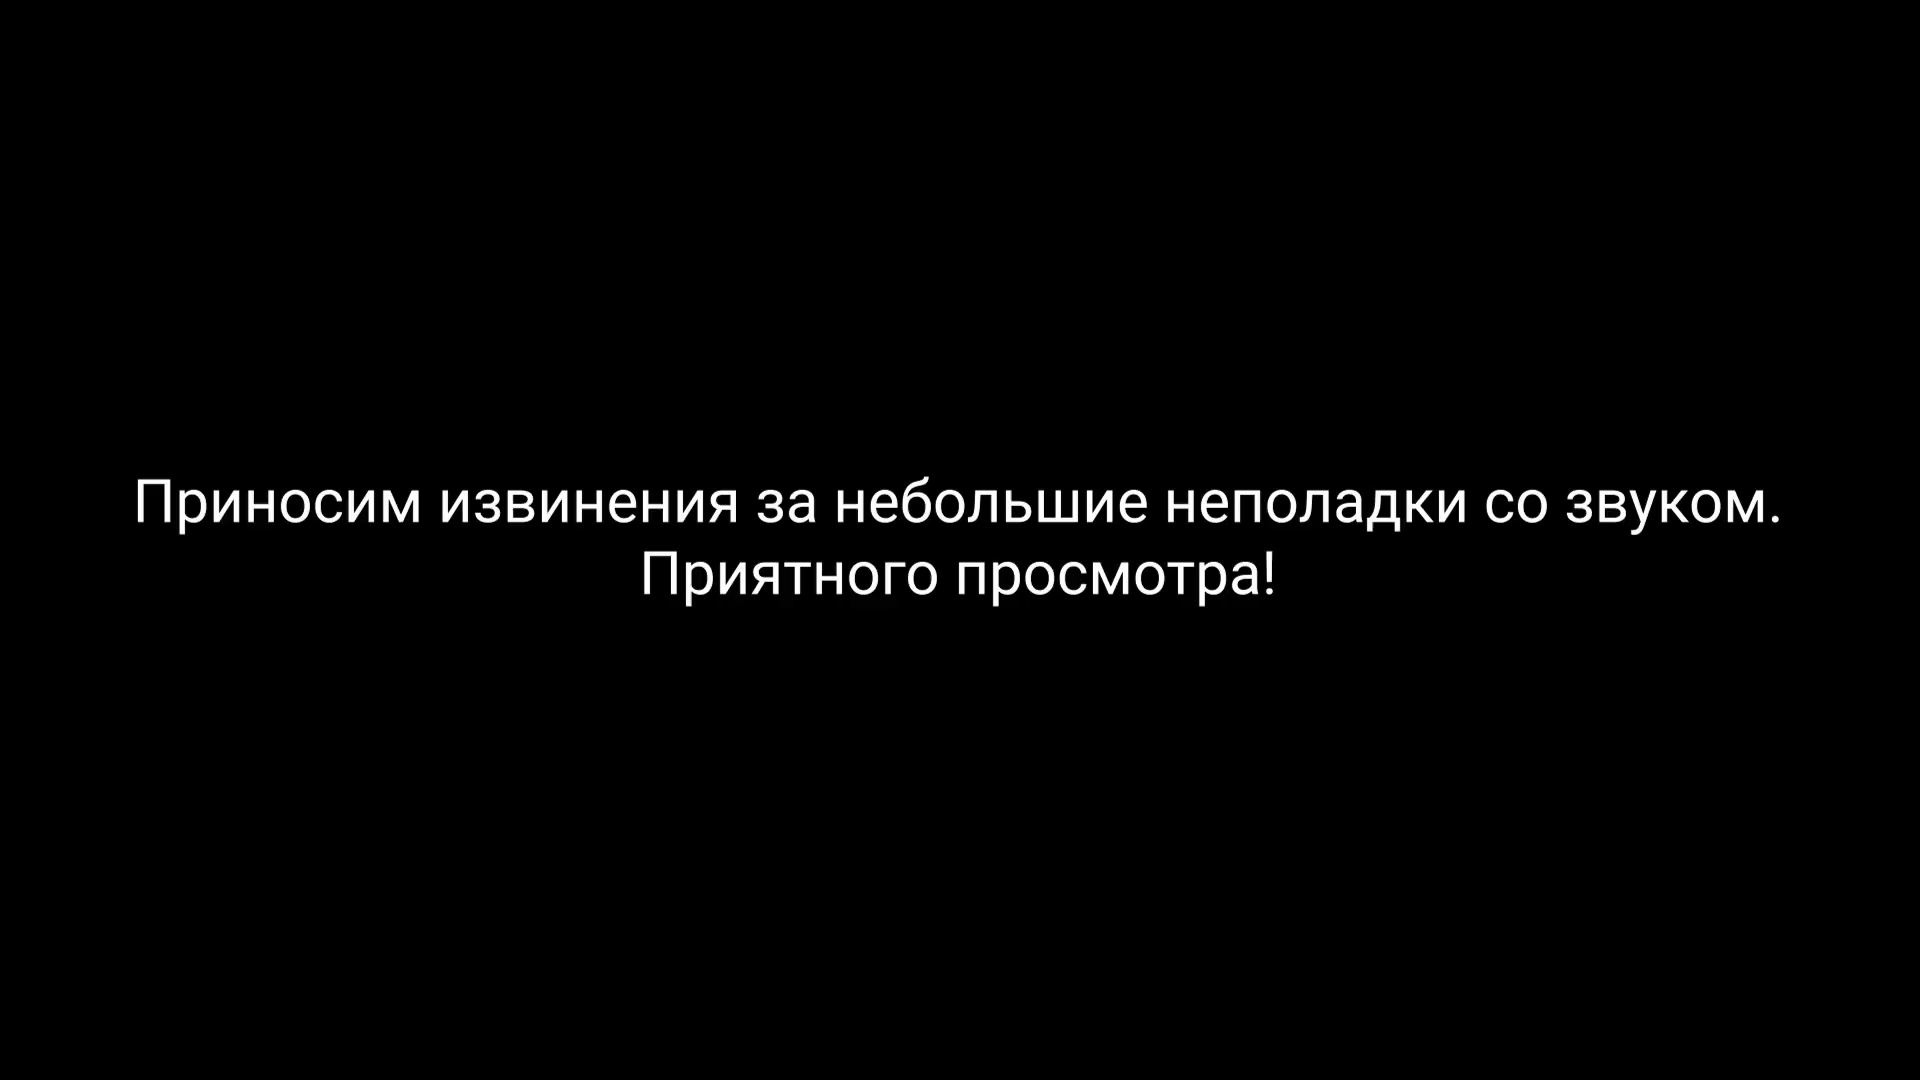 Приносим извинения за небольшие неполадки со звуком.
Приятного просмотра!